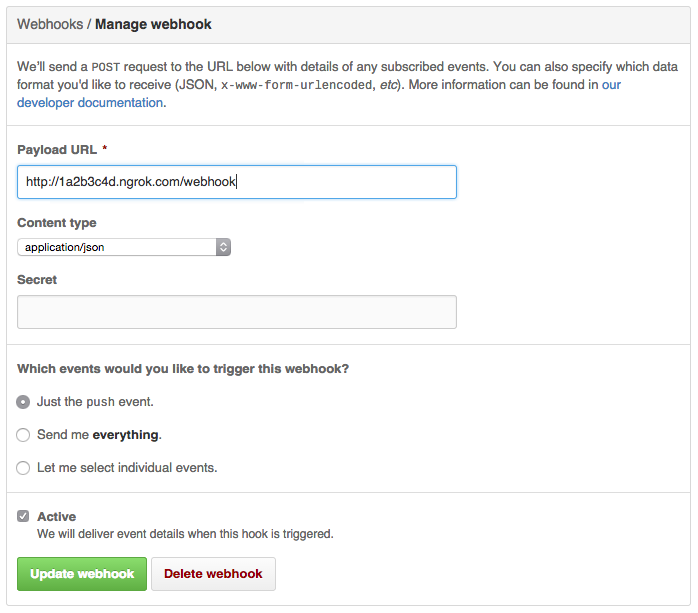 Webhooks / Manage webhook
We'll send a POST request to the URL below with details of any subscribed events. You can also specify which data
format you'd like to receive (JSON, x-www-form-urlencoded, etc). More information can be found in our
developer documentation.
Payload URL *
http://1a2b3c4d.ngrok.com/webhook
Content type
application/json
Secret
Which events would you like to trigger this webhook?
Just the push event.
Send me everything.
Let me select individual events.
Active
We will deliver event details when this hook is triggered.
Update webhook Delete webhook